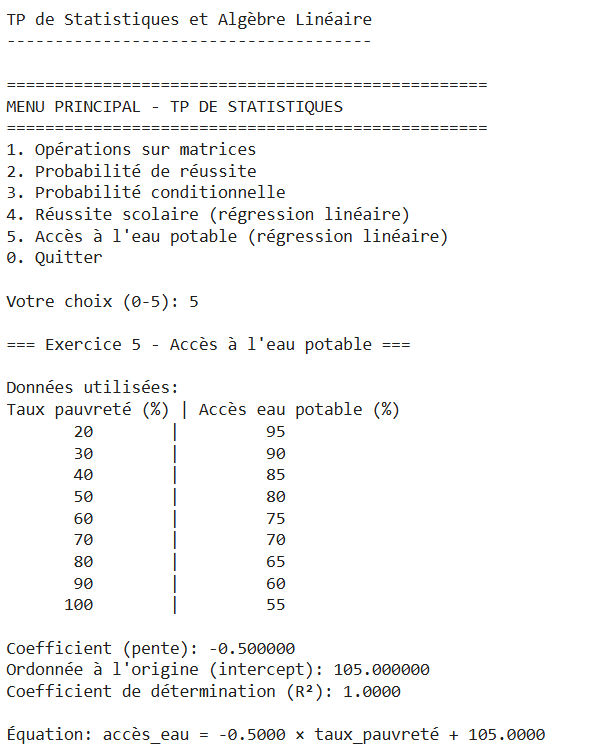 TP de Statistiques et Algèbre Linéaire
--------------------------------------
==================================================
MENU PRINCIPAL - TP DE STATISTIQUES
==================================================
1. Opérations sur matrices
2. Probabilité de réussite
3. Probabilité conditionnelle
4. Réussite scolaire (régression linéaire)
5. Accès à l'eau potable (régression linéaire)
0. Quitter
Votre choix (0-5): 5
=== Exercice 5 - Accès à l'eau potable ===
Données utilisées:
Taux pauvreté (%) | Accès eau potable (%)
20 | 95
30 | 90
40 | 85
50 | 80
60 | 75
70 | 70
80 | 65
90 | 60
100 | 55
Coefficient (pente): -0.500000
Ordonnée à l'origine (intercept): 105.000000
Coefficient de détermination (R²): 1.0000
Équation: accès_eau = -0.5000 × taux_pauvreté + 105.0000